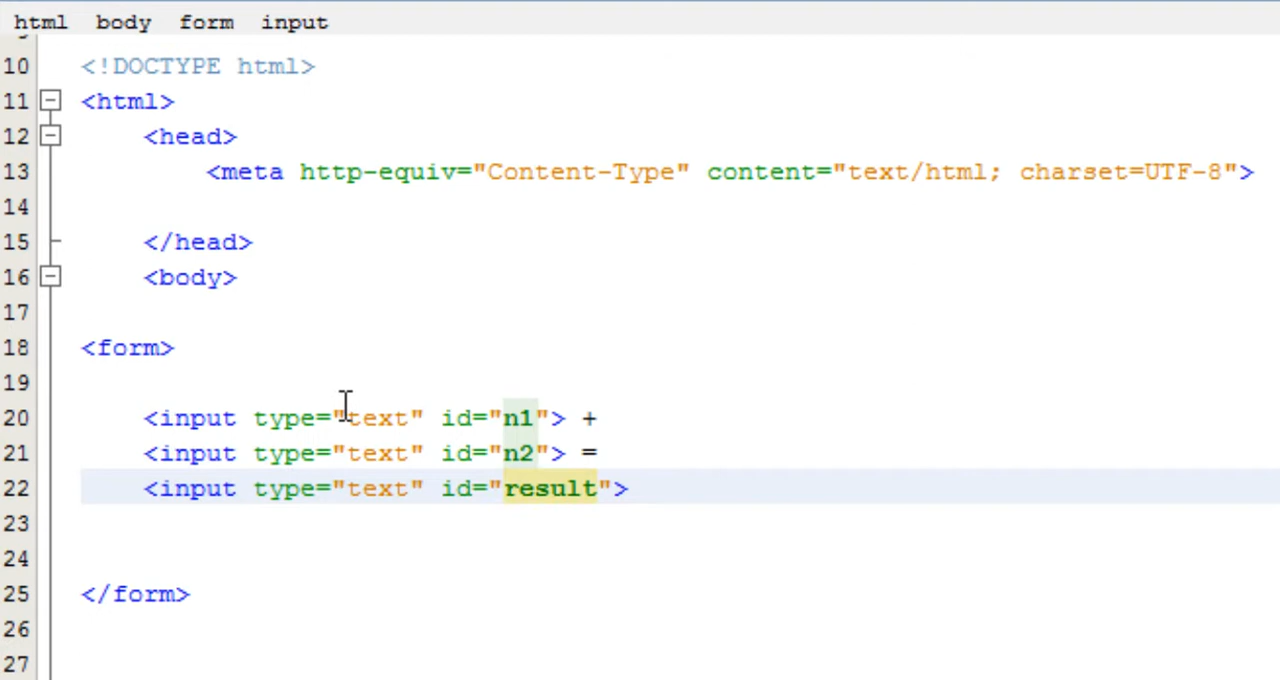 html body form input
10 <!DOCTYPE html>
11 <html>
12 <head>
13 <meta http-equiv="Content-Type" content="text/html; charset=UTF-8">
14
15 </head>
16 <body>
17
18 <form>
19
20 <input type="text" id="n1"> +
21 <input type="text" id="n2"> =
22 <input type="text" id="result">
23
24
25 </form>
26
27